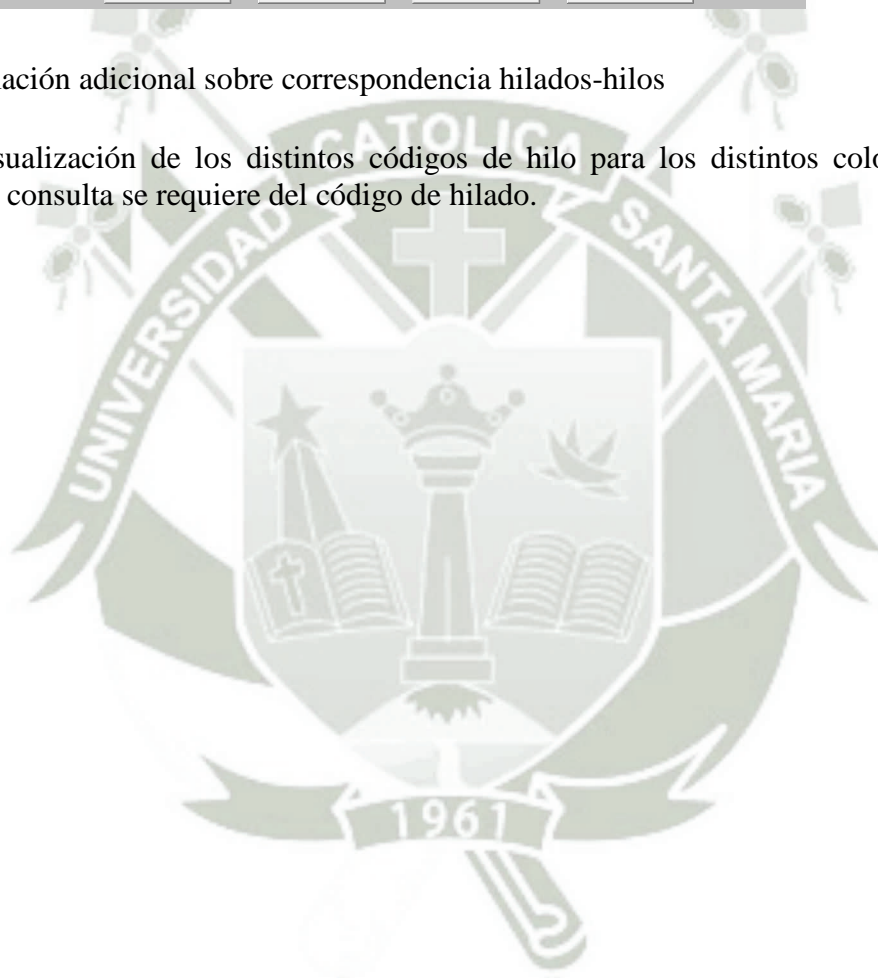 ación adicional sobre correspondencia hilados-hilos
sualización de los distintos códigos de hilo para los distintos colo
consulta se requiere del código de hilado.
UNIVERSIDAD CATOLICA SANTA MARIA
1961